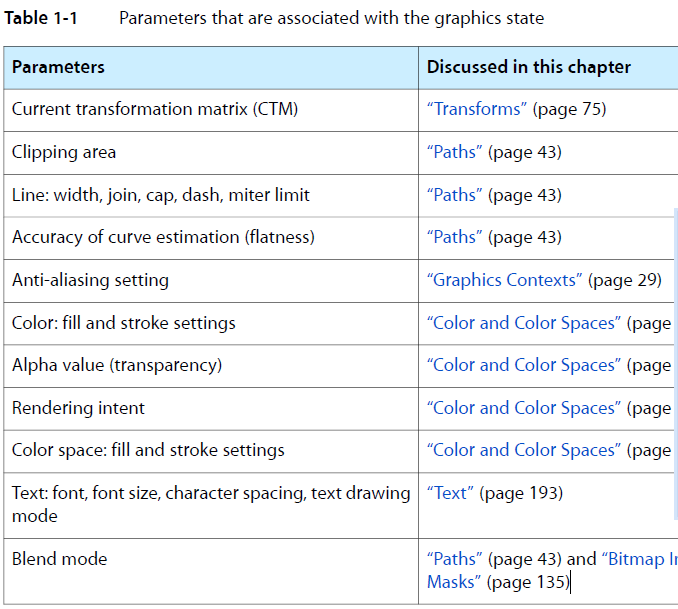 Table 1-1 Parameters that are associated with the graphics state
Parameters Discussed in this chapter
Current transformation matrix (CTM) “Transforms” (page 75)
Clipping area “Paths” (page 43)
Line: width, join, cap, dash, miter limit “Paths” (page 43)
Accuracy of curve estimation (flatness) “Paths” (page 43)
Anti-aliasing setting “Graphics Contexts” (page 29)
Color: fill and stroke settings “Color and Color Spaces” (page
Alpha value (transparency) “Color and Color Spaces” (page
Rendering intent “Color and Color Spaces” (page
Color space: fill and stroke settings “Color and Color Spaces” (page
Text: font, font size, character spacing, text drawing “Text” (page 193)
mode
Blend mode “Paths” (page 43) and “Bitmap
Masks” (page 135)